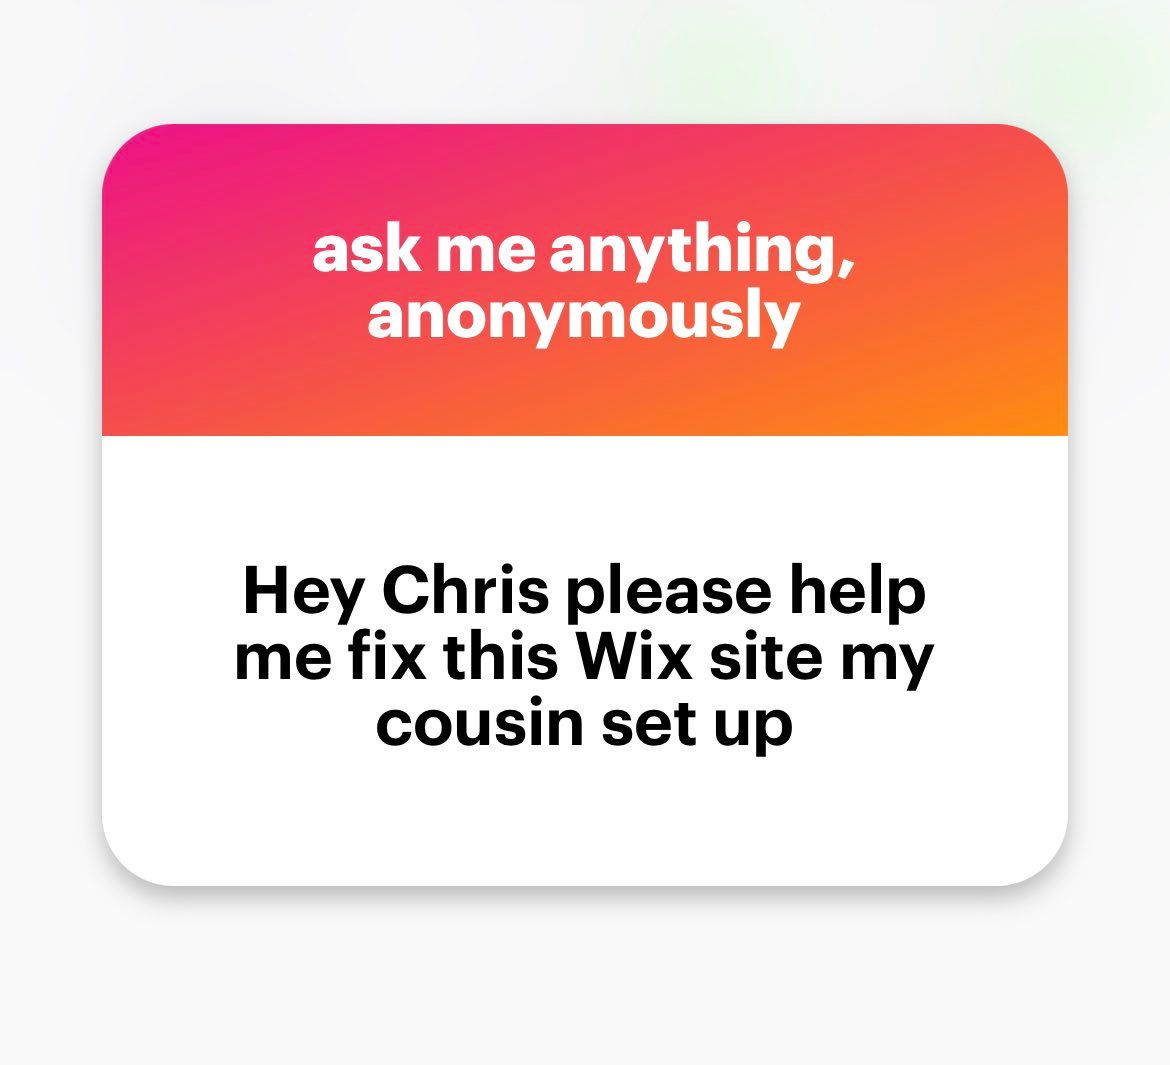 ask me anything,
anonymously
Hey Chris please help
me fix this Wix site my
cousin set up